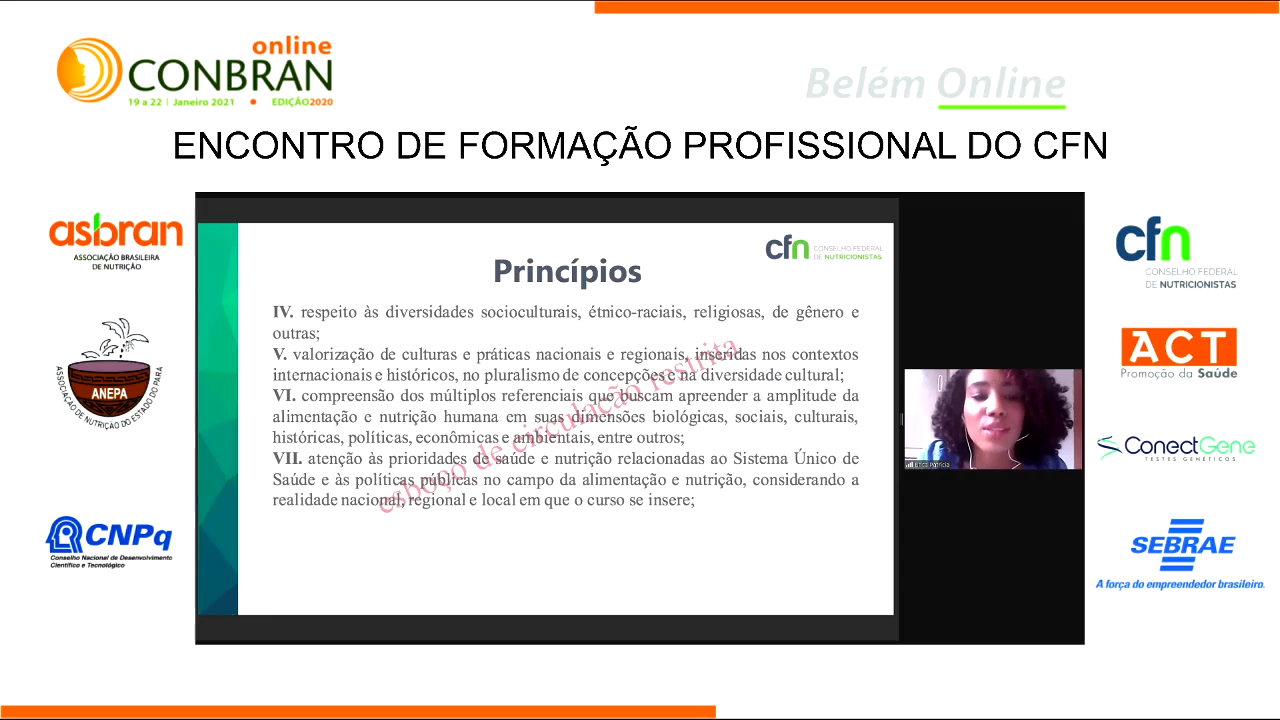 online
CONBRAN
19 a 22 | Janeiro 2021 • EDIÇÃO2020
Belém Online
ENCONTRO DE FORMAÇÃO PROFISSIONAL DO CFN
asbran
ASSOCIAÇÃO BRASILEIRA
DE NUTRIÇÃO
ANEPA
ASSOCIAÇÃO DE NUTRIÇÃO DO ESTADO DO PARÁ
CNPq
Conselho Nacional de Desenvolvimento
Científico e Tecnológico
cfn
CONSELHO FEDERAL
DE NUTRICIONISTAS
Princípios
IV. respeito às diversidades socioculturais, étnico-raciais, religiosas, de gênero e
outras;
V. valorização de culturas e práticas nacionais e regionais, inseridas nos contextos
internacionais e históricos, no pluralismo de concepções e na diversidade cultural;
VI. compreensão dos múltiplos referenciais que buscam apreender a amplitude da
alimentação e nutrição humana em suas dimensões biológicas, sociais, culturais,
históricas, políticas, econômicas e ambientais, entre outros;
VII. atenção às prioridades de saúde e nutrição relacionadas ao Sistema Único de
Saúde e às políticas públicas no campo da alimentação e nutrição, considerando a
realidade nacional, regional e local em que o curso se insere;
esboço de circulação restrita
Patricia
cfn
CONSELHO FEDERAL
DE NUTRICIONISTAS
ACT
Promoção da Saúde
ConectGene
TESTES GENÉTICOS
SEBRAE
A força do empreendedor brasileiro.